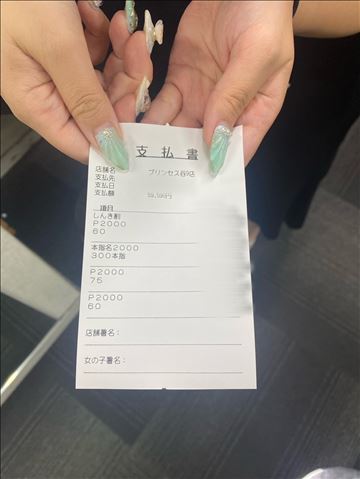 支払書
店舗名 プリンセス谷9店
支払先
支払日
支払額
項目
しんき割
P2000
60
本指名2000
300本指
P2000
75
P2000
60
店舗署名：
女の子署名：